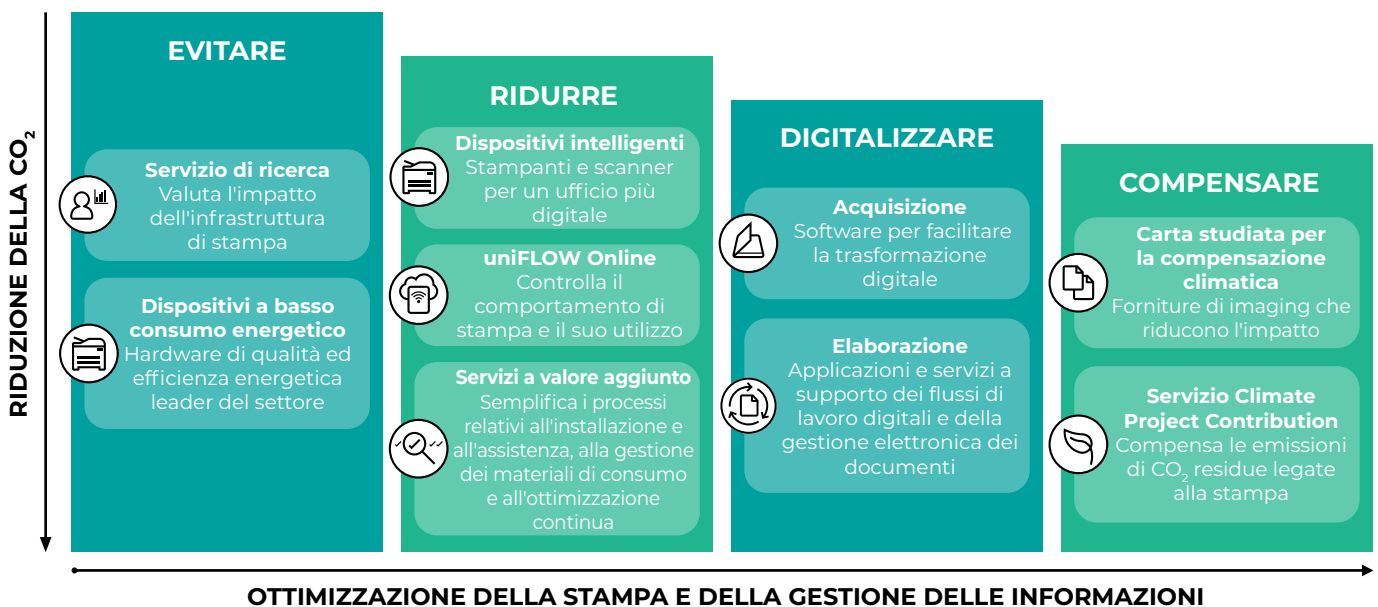 RIDUZIONE DELLA CO₂
EVITARE
Servizio di ricerca
Valuta l'impatto
dell'infrastruttura
di stampa
Dispositivi a basso
consumo energetico
Hardware di qualità ed
efficienza energetica
leader del settore
RIDURRE
Dispositivi intelligenti
Stampanti e scanner
per un ufficio più
digitale
uniFLOW Online
Controlla il
comportamento di
stampa e il suo utilizzo
Servizi a valore aggiunto
Semplifica i processi
relativi all'installazione e
all'assistenza, alla gestione
dei materiali di consumo
e all'ottimizzazione
continua
DIGITALIZZARE
Acquisizione
Software per facilitare
la trasformazione
digitale
Elaborazione
Applicazioni e servizi a
supporto dei flussi di
lavoro digitali e della
gestione elettronica dei
documenti
COMPENSARE
Carta studiata per
la compensazione
climatica
Forniture di imaging che
riducono l'impatto
Servizio Climate
Project Contribution
Compensa le emissioni
di CO₂ residue legate
alla stampa
OTTIMIZZAZIONE DELLA STAMPA E DELLA GESTIONE DELLE INFORMAZIONI